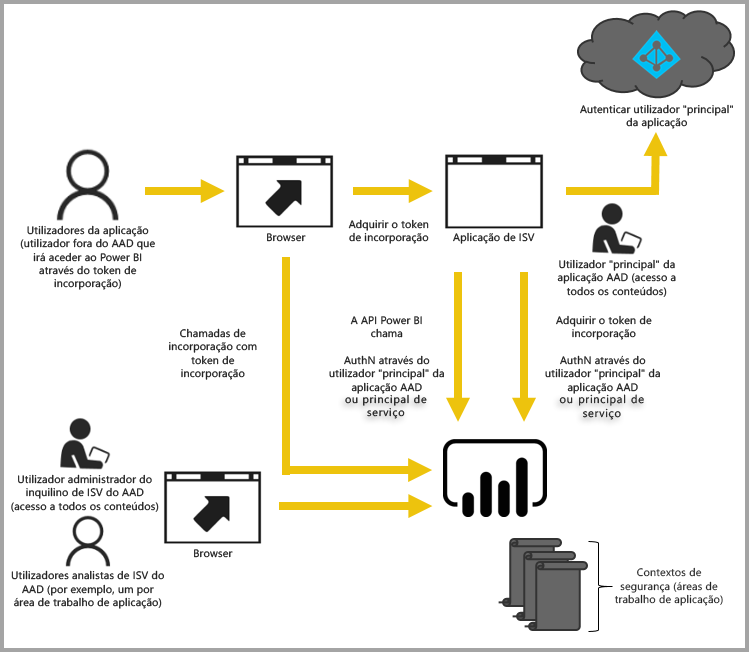 Autenticar utilizador "principal"
da aplicação
Utilizadores da aplicação
(utilizador fora do AAD que
irá aceder ao Power BI
através do token de
incorporação)
Browser
Adquirir o token
de incorporação
Aplicação de ISV
Utilizador "principal" da
aplicação AAD (acesso a
todos os conteúdos)
Chamadas de
incorporação com
token de
incorporação
A API Power BI
chama
AuthN através do
utilizador "principal" da
aplicação AAD
ou principal de
serviço
Adquirir o token de
incorporação
AuthN através do
utilizador "principal" da
aplicação AAD
ou principal de
serviço
Utilizador administrador do
inquilino de ISV do AAD
(acesso a todos os conteúdos)
Browser
Utilizadores analistas de ISV do
AAD (por exemplo, um por
área de trabalho de aplicação)
Contextos de
segurança (áreas de
trabalho de aplicação)